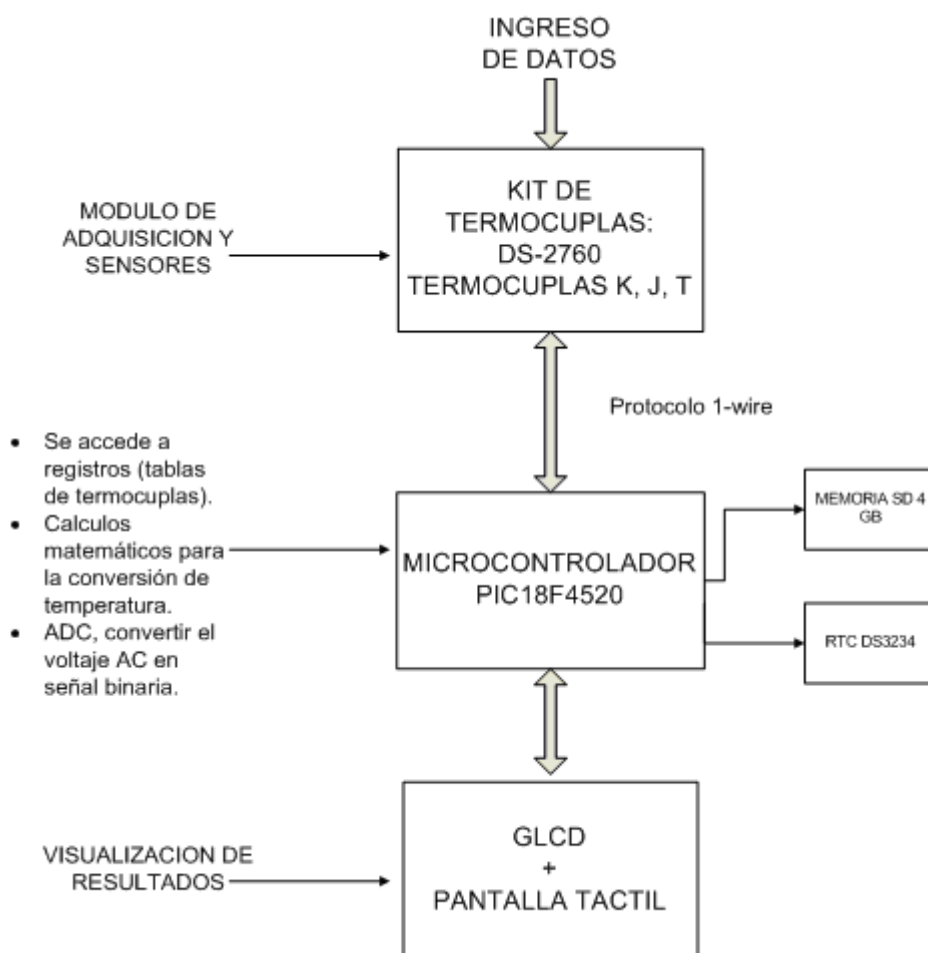 INGRESO
DE DATOS
KIT DE
TERMOCUPLAS:
DS-2760
TERMOCUPLAS K, J, T
MODULO DE
ADQUISICION Y
SENSORES
Protocolo 1-wire
• Se accede a
registros (tablas
de termocuplas).
• Calculos
matemáticos para
la conversión de
temperatura.
• ADC, convertir el
voltaje AC en
señal binaria.
MICROCONTROLADOR
PIC18F4520
MEMORIA SD 4
GB
RTC DS3234
VISUALIZACION DE
RESULTADOS
GLCD
+
PANTALLA TACTIL